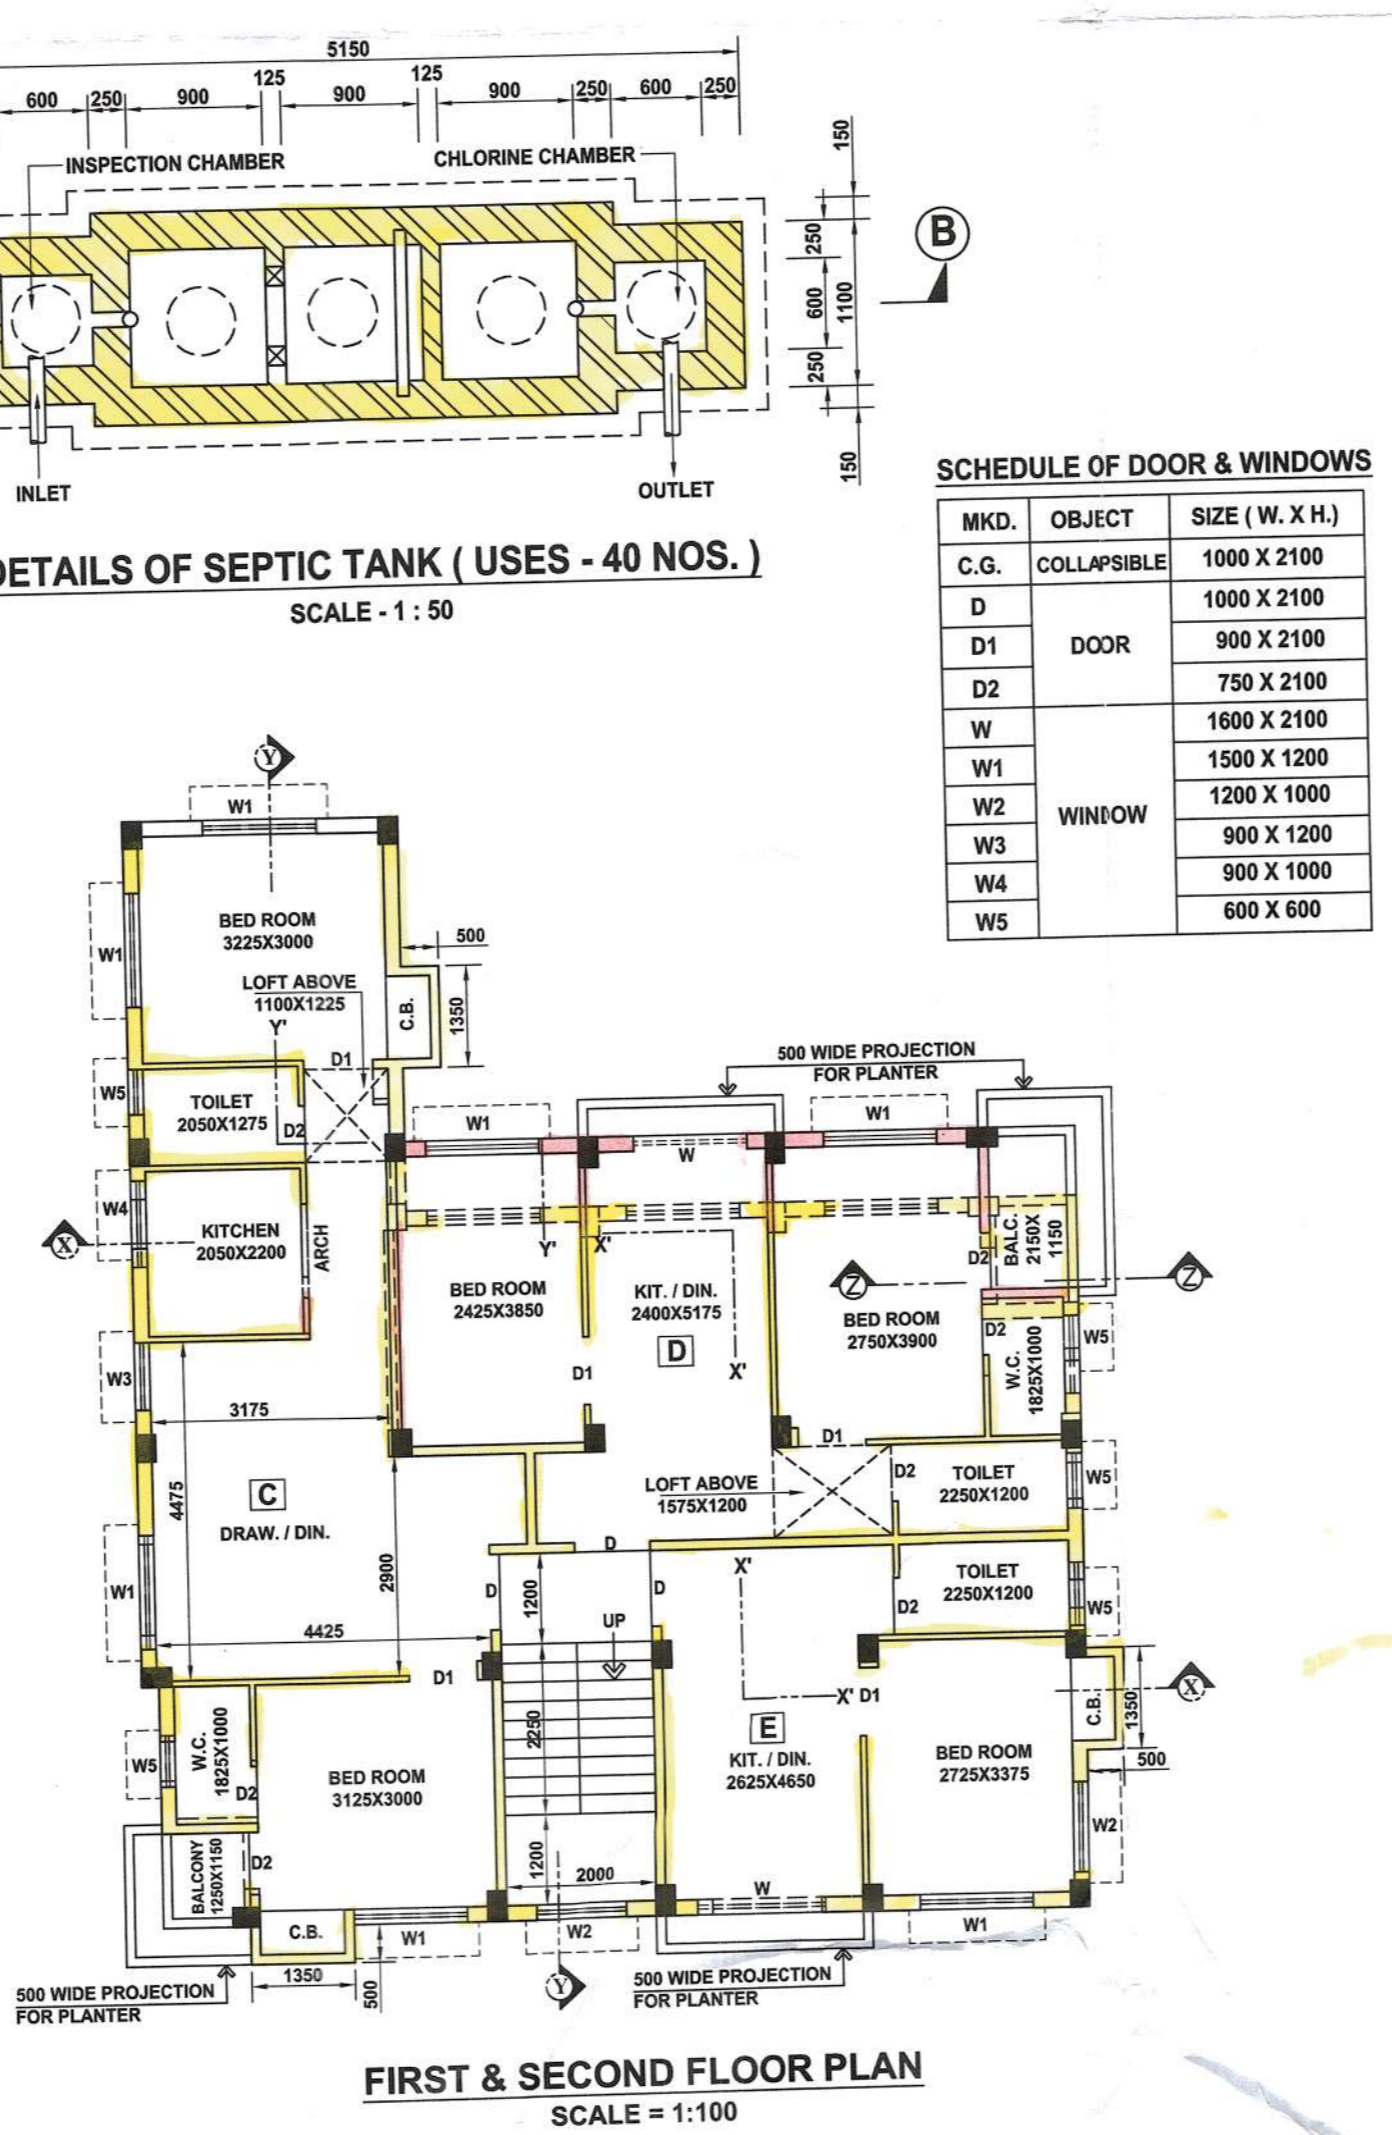 5150
125
125
600
250
900
900
900
250
600
250
INSPECTION CHAMBER
CHLORINE CHAMBER
150
250
600
1100
250
150
B
INLET
OUTLET
DETAILS OF SEPTIC TANK ( USES - 40 NOS. )
SCALE - 1 : 50
SCHEDULE OF DOOR & WINDOWS
MKD. OBJECT SIZE ( W. X H.)
C.G. COLLAPSIBLE 1000 X 2100
D 1000 X 2100
D1 DOOR 900 X 2100
D2 750 X 2100
W 1600 X 2100
W1 1500 X 1200
W2 1200 X 1000
WINDOW
W3 900 X 1200
W4 900 X 1000
W5 600 X 600
Y
W1
BED ROOM
3225X3000
W1
500
LOFT ABOVE
1100X1225
C.B.
1350
Y'
D1
W5
TOILET
2050X1275
D2
500 WIDE PROJECTION
FOR PLANTER
W1
W1
W
W4
X
KITCHEN
2050X2200
ARCH
Y'
X'
BED ROOM
2425X3850
KIT. / DIN.
2400X5175
D
X'
D1
Z
BED ROOM
2750X3900
D2
BALC.
2150X
1150
Z
D2
W.C.
1825X1000
W5
W3
3175
4475
C
DRAW. / DIN.
D1
LOFT ABOVE
1575X1200
D2
TOILET
2250X1200
W5
W1
2900
D
D
D
1200
X'
TOILET
2250X1200
D2
W5
UP
4425
D1
X'
D1
X
C.B.
1350
500
W5
W.C.
1825X1000
D2
BED ROOM
3125X3000
2250
E
KIT. / DIN.
2625X4650
BED ROOM
2725X3375
W2
BALCONY
1250X1150
D2
1200
2000
W
W1
C.B.
W1
W2
1350
500
Y
500 WIDE PROJECTION
FOR PLANTER
500 WIDE PROJECTION
FOR PLANTER
FIRST & SECOND FLOOR PLAN
SCALE = 1:100